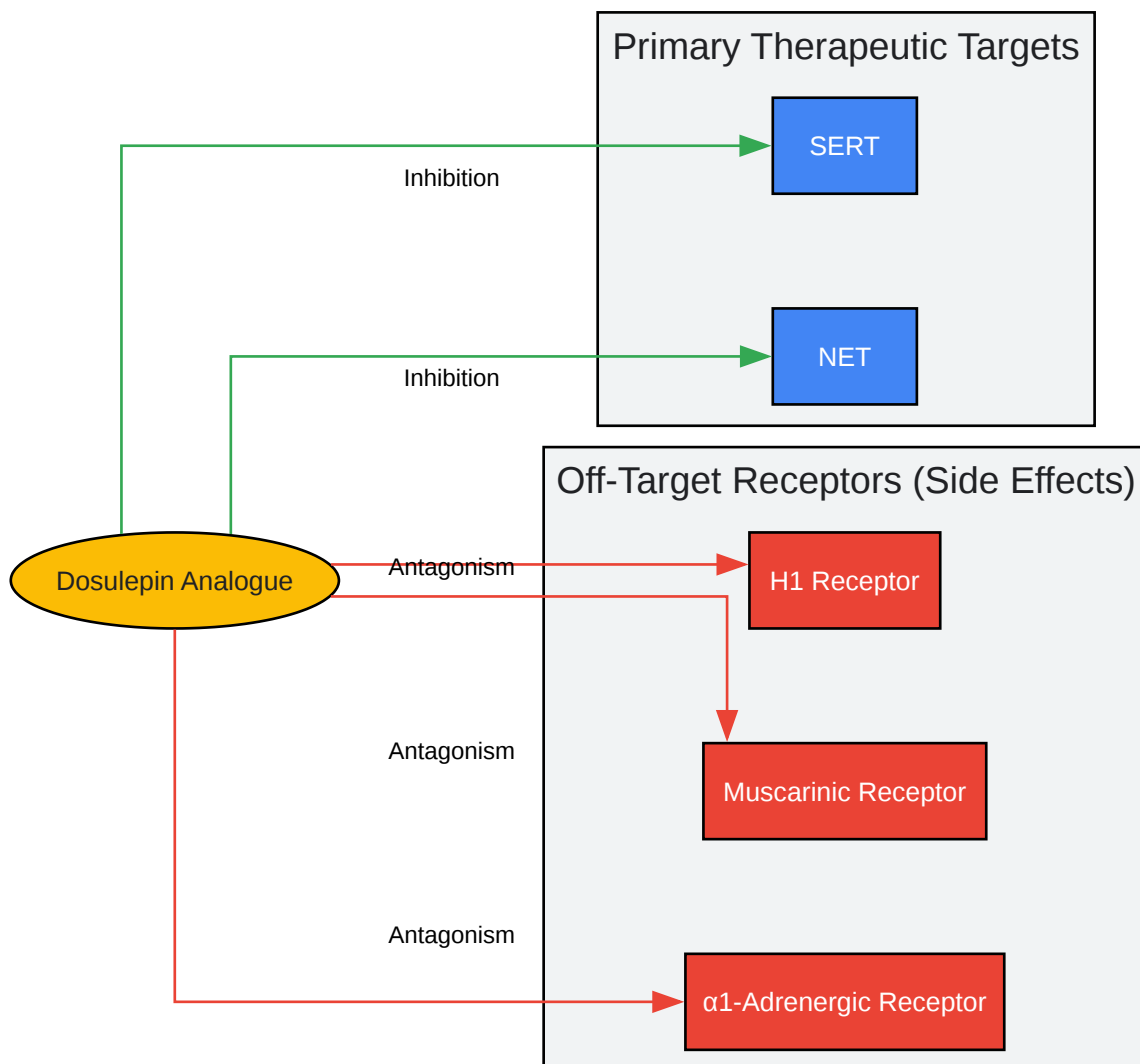 Primary Therapeutic Targets
SERT
Inhibition
NET
Inhibition
Off-Target Receptors (Side Effects)
Dosulepin Analogue
Antagonism
H1 Receptor
Antagonism
Muscarinic Receptor
Antagonism
α1-Adrenergic Receptor